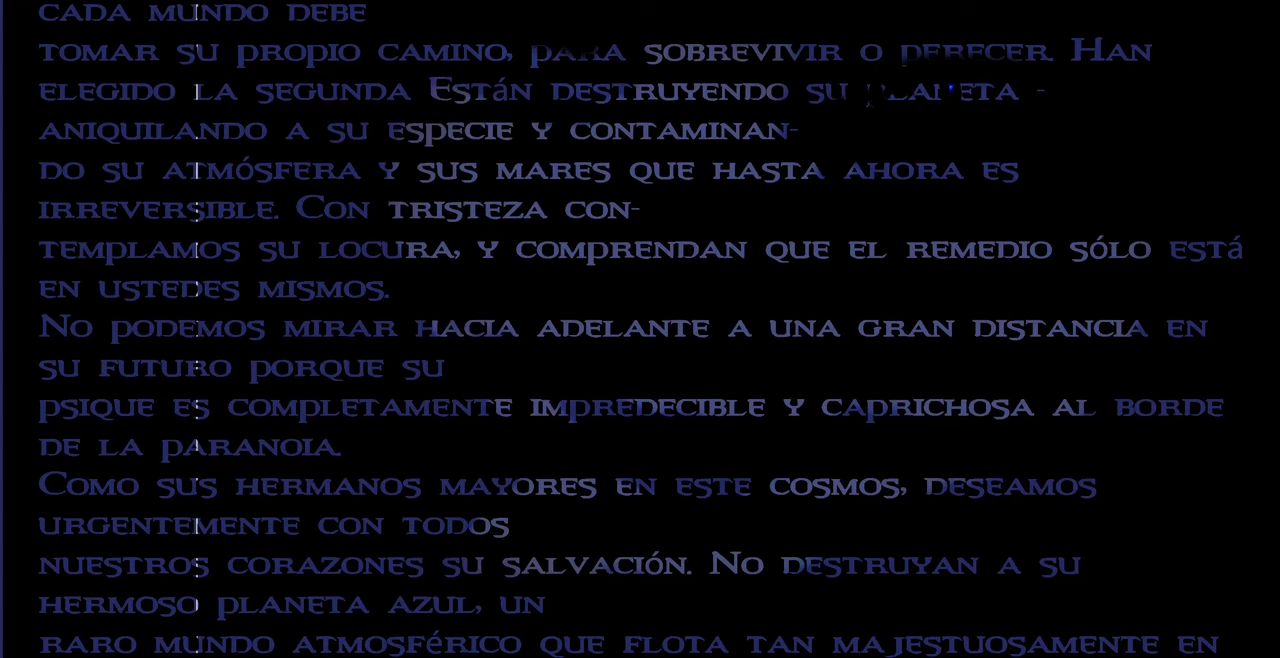 CADA MUNDO DEBE
TOMAR SU PROPIO CAMINO, PARA SOBREVIVIR O PERECER. HAN
ELEGIDO LA SEGUNDA ESTÁN DESTRUYENDO SU PLANETA -
ANIQUILANDO A SU ESPECIE Y CONTAMINAN-
DO SU ATMÓSFERA Y SUS MARES QUE HASTA AHORA ES
IRREVERSIBLE. CON TRISTEZA CON-
TEMPLAMOS SU LOCURA, Y COMPRENDAN QUE EL REMEDIO SÓLO ESTÁ
EN USTEDES MISMOS.
NO PODEMOS MIRAR HACIA ADELANTE A UNA GRAN DISTANCIA EN
SU FUTURO PORQUE SU
PSIQUE ES COMPLETAMENTE IMPREDECIBLE Y CAPRICHOSA AL BORDE
DE LA PARANOIA.
COMO SUS HERMANOS MAYORES EN ESTE COSMOS, DESEAMOS
URGENTEMENTE CON TODOS
NUESTROS CORAZONES SU SALVACIÓN. NO DESTRUYAN A SU
HERMOSO PLANETA AZUL, UN
RARO MUNDO ATMOSFÉRICO QUE FLOTA TAN MAJESTUOSAMENTE EN